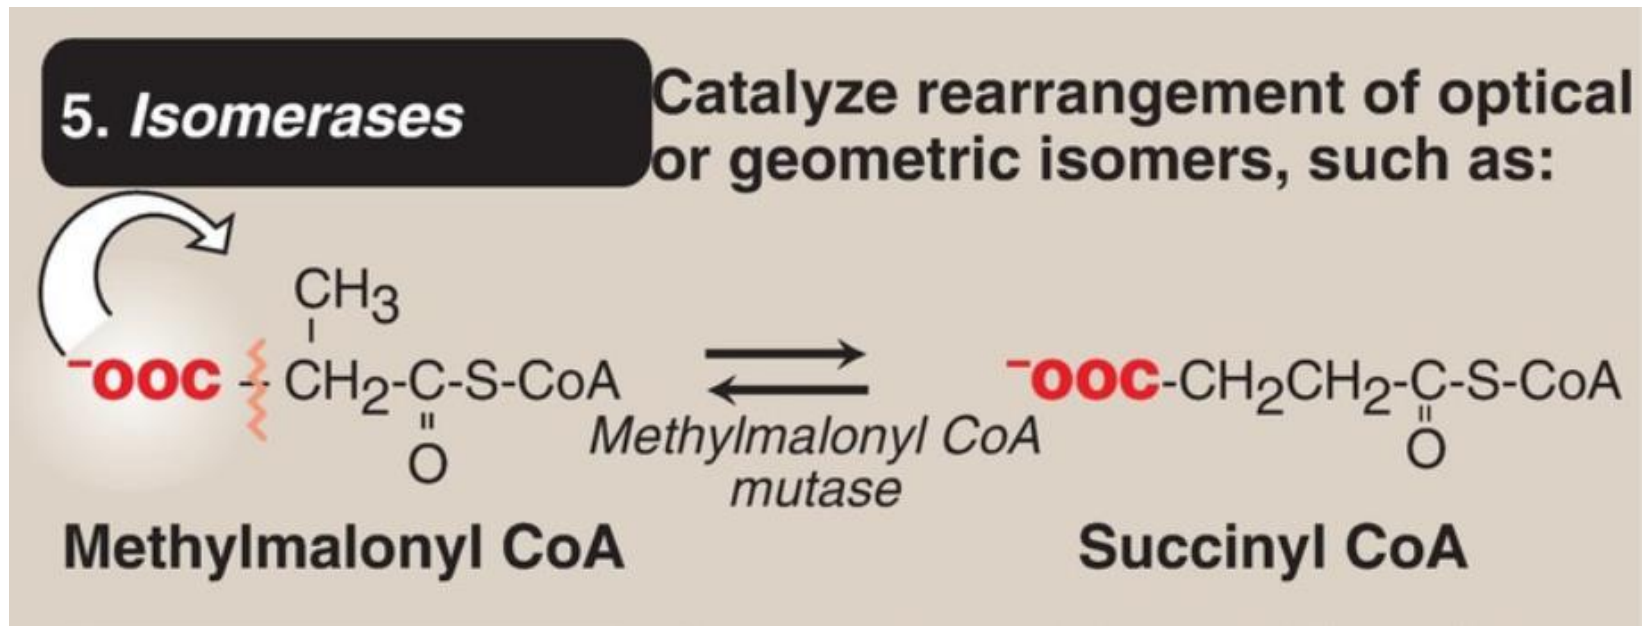 5. Isomerases
Catalyze rearrangement of optical
or geometric isomers, such as:
CH3
⁻OOC - CH2-C-S-CoA
O
Methylmalonyl CoA
mutase
⁻OOC-CH2CH2-C-S-CoA
O
Methylmalonyl CoA
Succinyl CoA